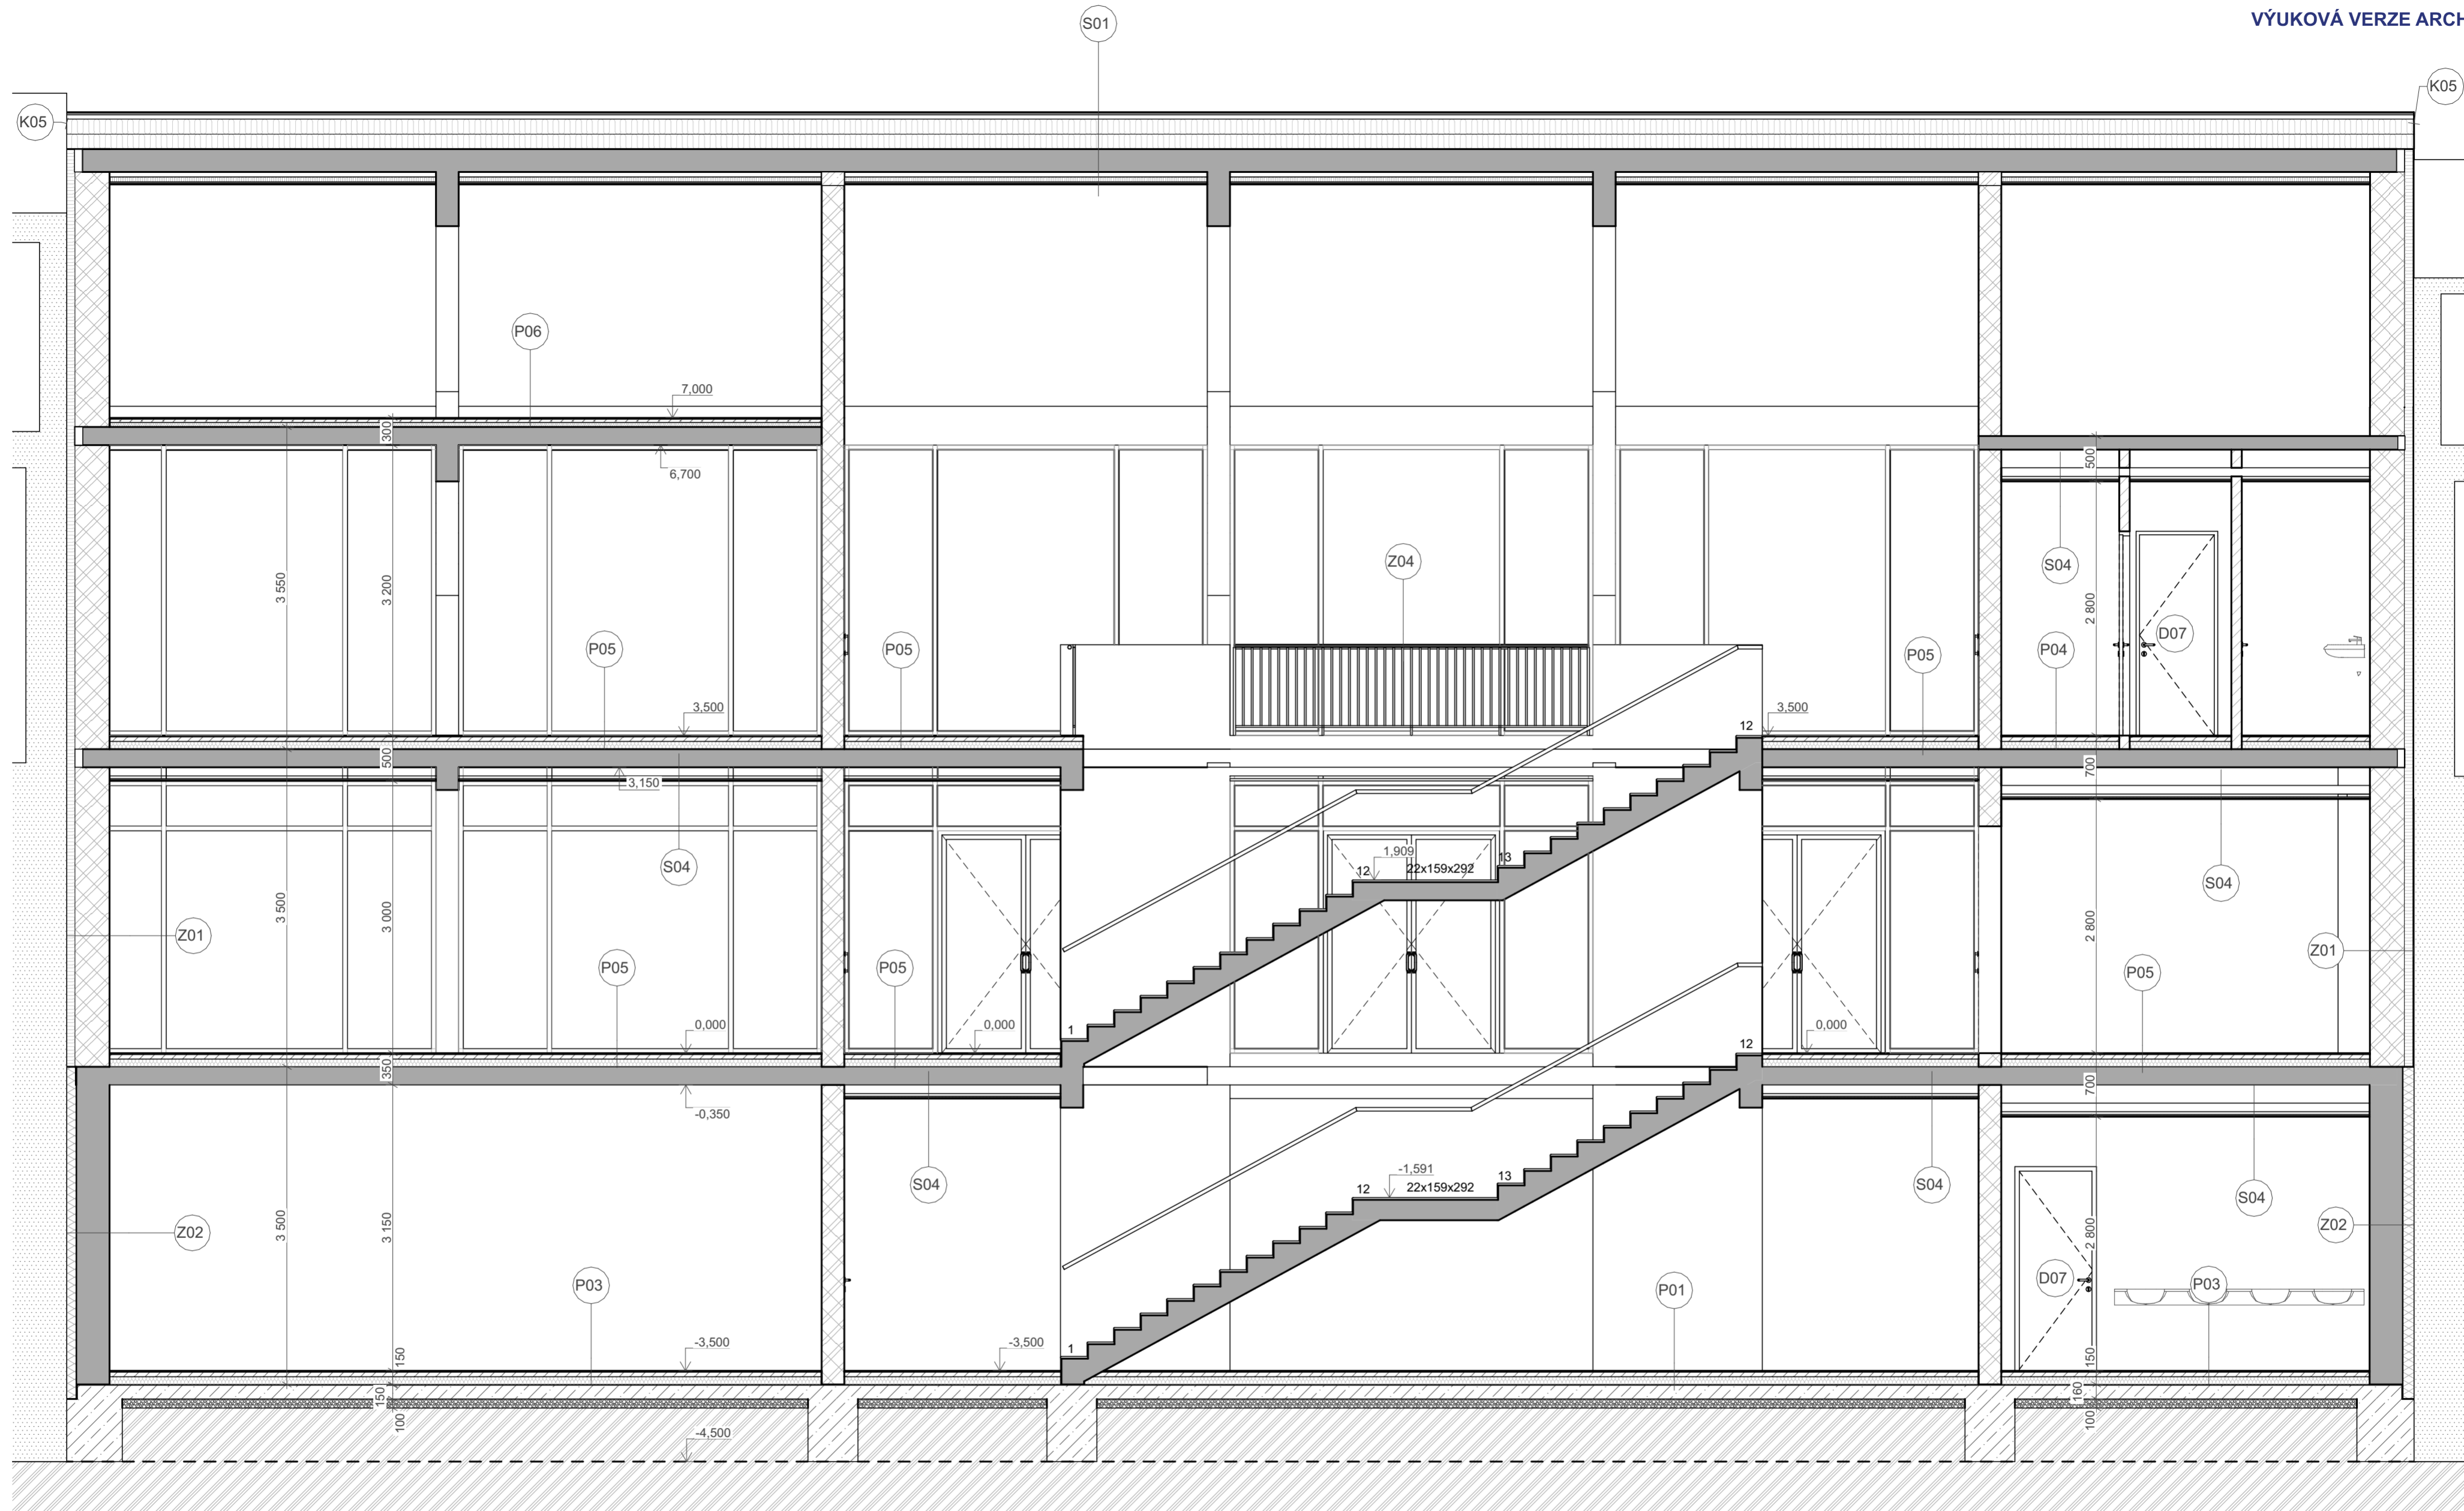 VÝUKOVÁ VERZE ARCH
S01
K05
K05
P06
7,000
300
6,700
500
3 550
3 200
Z04
S04
2 800
D07
P05
P05
P05
P04
3,500
3,500
12
500
3,150
700
S04
1,909
12
22x159x292
13
S04
3 500
3 000
Z01
2 800
Z01
P05
P05
P05
0,000
0,000
0,000
1
12
350
-0,350
700
S04
-1,591
12
22x159x292
13
S04
S04
Z02
3 500
3 150
2 800
Z02
P03
P01
D07
P03
-3,500
-3,500
1
150
150
150
160
100
100
-4,500